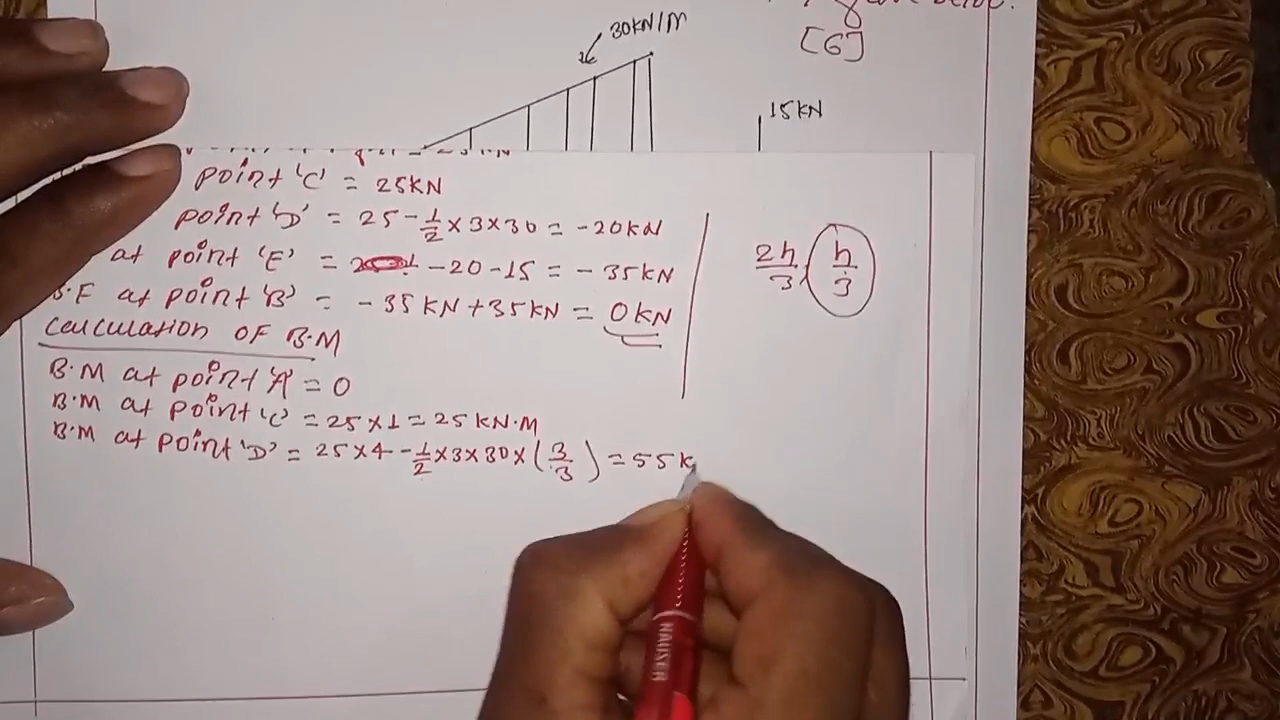 30KN/M
[6]
15KN
point 'C' = 25KN
point 'D' = 25 - 1/2 × 3 × 30 = -20KN
at point 'E' = -20 - 15 = -35KN
S.F at point 'B' = -35KN + 35KN = 0KN
2h/3, h/3
Calculation OF B.M
B.M at point 'A' = 0
B.M at point 'C' = 25 × 1 = 25 KN.M
B.M at point 'D' = 25 × 4 - 1/2 × 3 × 30 × (3/3) = 55K
HAUSER